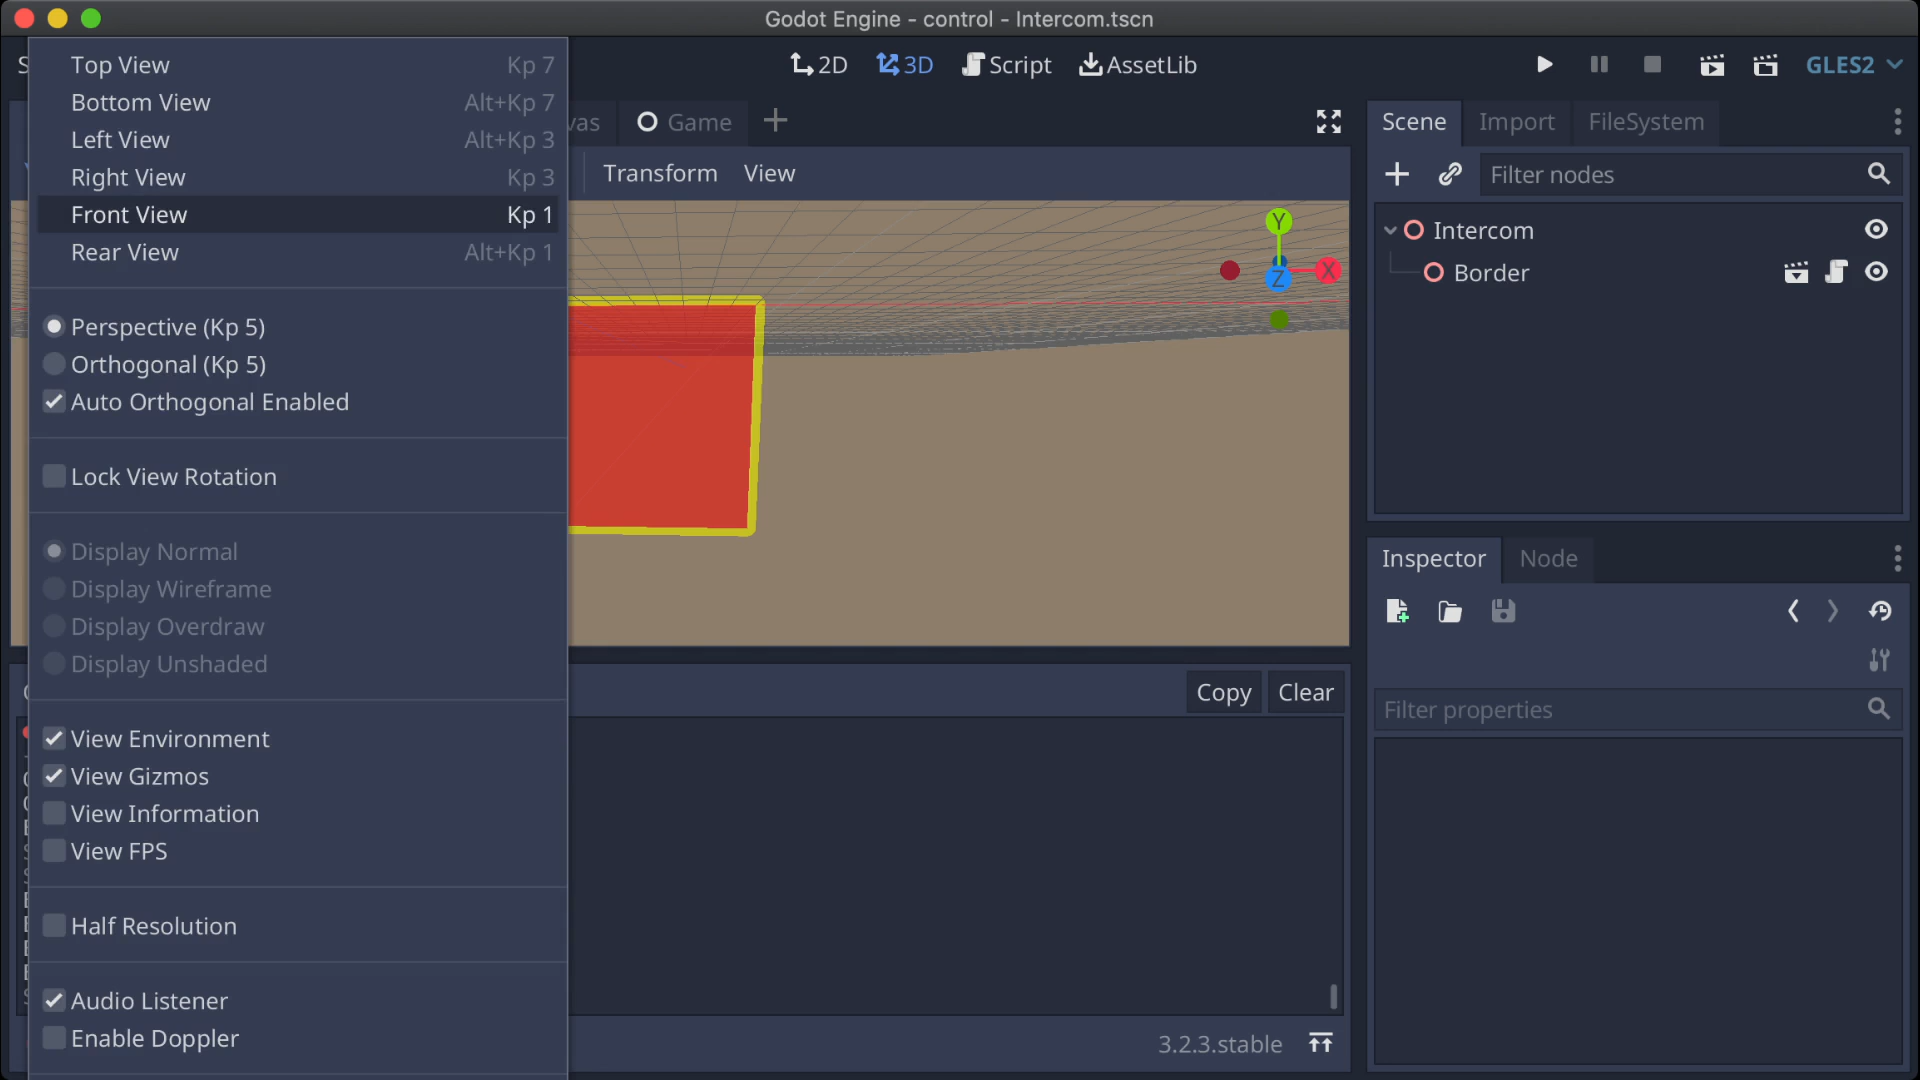 Godot Engine - control - Intercom.tscn
2D 3D Script AssetLib GLES2
Top View Kp 7
Bottom View Alt+Kp 7
Left View Alt+Kp 3
Right View Kp 3
Front View Kp 1
Rear View Alt+Kp 1
Perspective (Kp 5)
Orthogonal (Kp 5)
Auto Orthogonal Enabled
Lock View Rotation
Display Normal
Display Wireframe
Display Overdraw
Display Unshaded
View Environment
View Gizmos
View Information
View FPS
Half Resolution
Audio Listener
Enable Doppler
Game
Transform View
Y
X
Z
Copy Clear
3.2.3.stable
Scene Import FileSystem
Filter nodes
Intercom
Border
Inspector Node
Filter properties